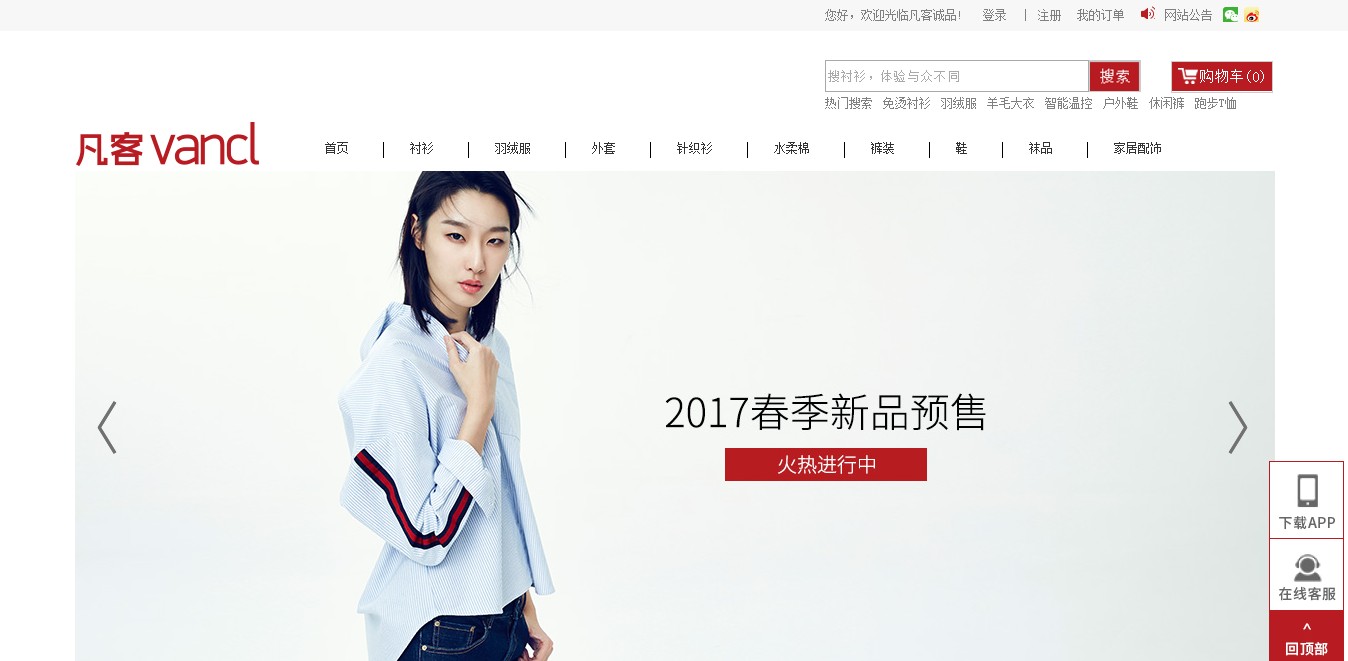 您好，欢迎光临凡客诚品! 登录 | 注册 我的订单 网站公告
搜衬衫，体验与众不同 搜索 购物车(0)
热门搜索 免烫衬衫 羽绒服 羊毛大衣 智能温控 户外鞋 休闲裤 跑步T恤
凡客 vancl 首页 | 衬衫 | 羽绒服 | 外套 | 针织衫 | 水柔棉 | 裤装 | 鞋 | 袜品 | 家居配饰
2017春季新品预售
火热进行中
下载APP
在线客服
^
回顶部